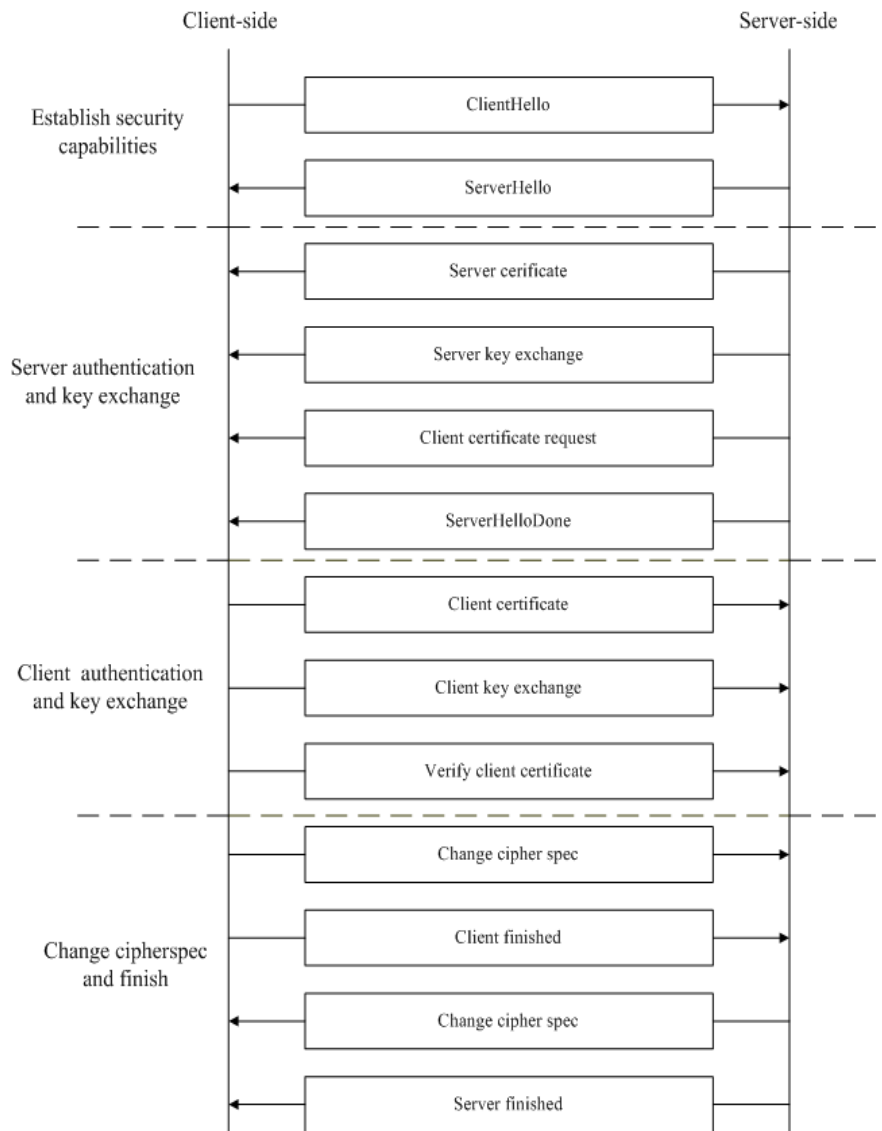 Client-side
Server-side
Establish security
capabilities
ClientHello
ServerHello
Server authentication
and key exchange
Server cerificate
Server key exchange
Client certificate request
ServerHelloDone
Client authentication
and key exchange
Client certificate
Client key exchange
Verify client certificate
Change cipherspec
and finish
Change cipher spec
Client finished
Change cipher spec
Server finished